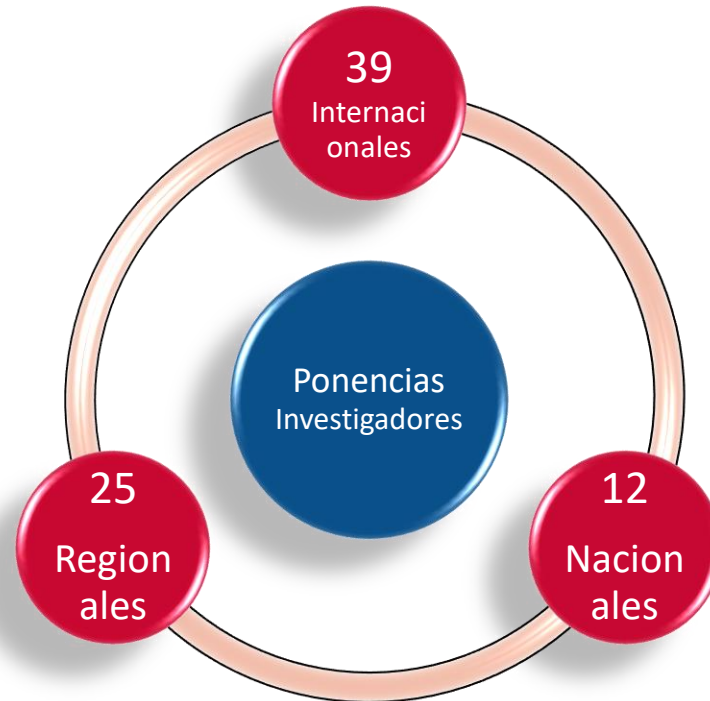 39
Internaci
onales
Ponencias
Investigadores
25
Region
ales
12
Nacion
ales